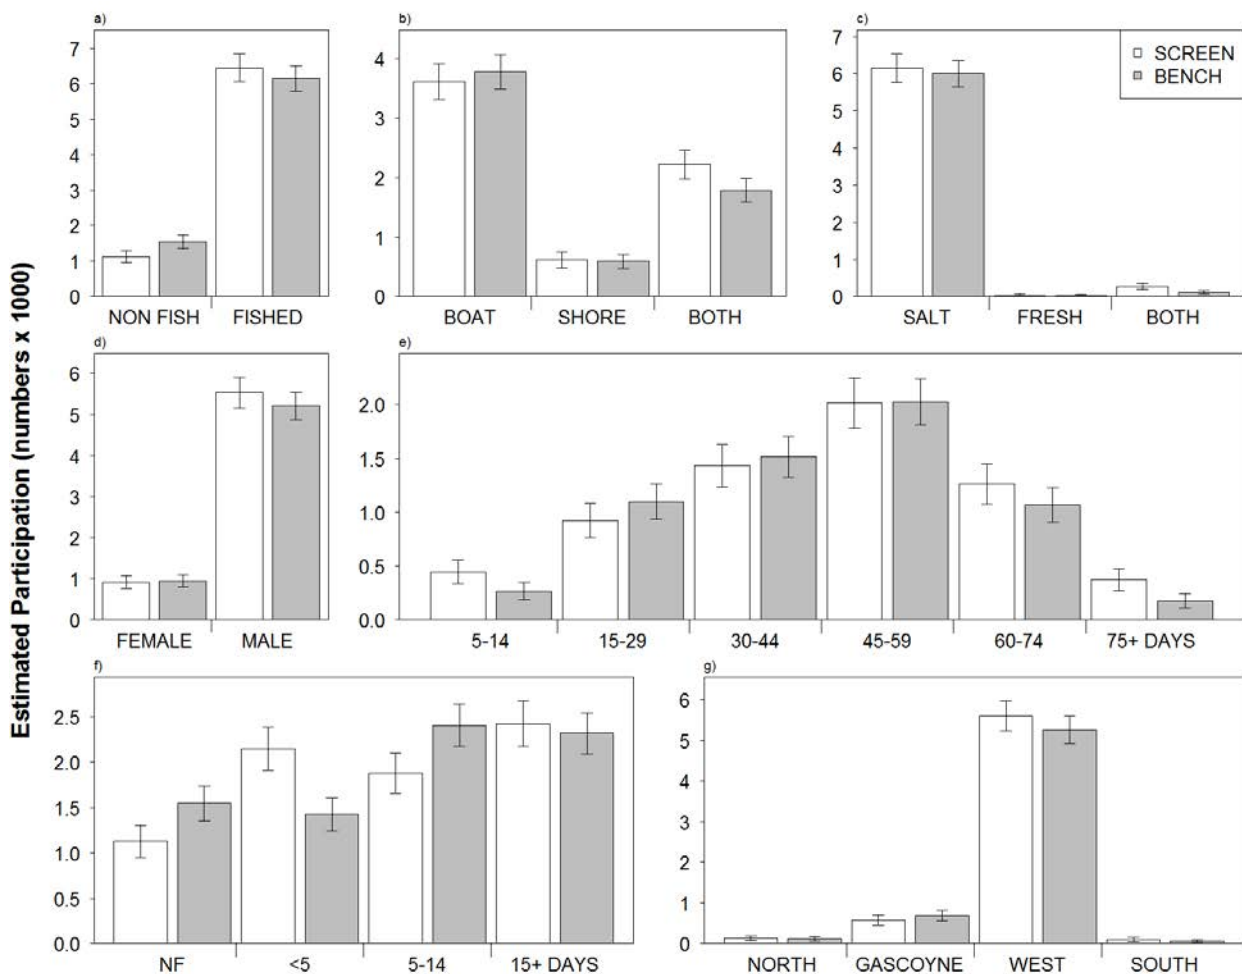 a)
7
6
5
4
3
2
1
0
NON FISH FISHED
b)
4
3
2
1
0
BOAT SHORE BOTH
c)
7
6
5
4
3
2
1
0
SALT FRESH BOTH
SCREEN
BENCH
Estimated Participation (numbers x 1000)
d)
6
5
4
3
2
1
0
FEMALE MALE
e)
2.0
1.5
1.0
0.5
0.0
5-14 15-29 30-44 45-59 60-74 75+ DAYS
f)
2.5
2.0
1.5
1.0
0.5
0.0
NF <5 5-14 15+ DAYS
g)
6
5
4
3
2
1
0
NORTH GASCOYNE WEST SOUTH